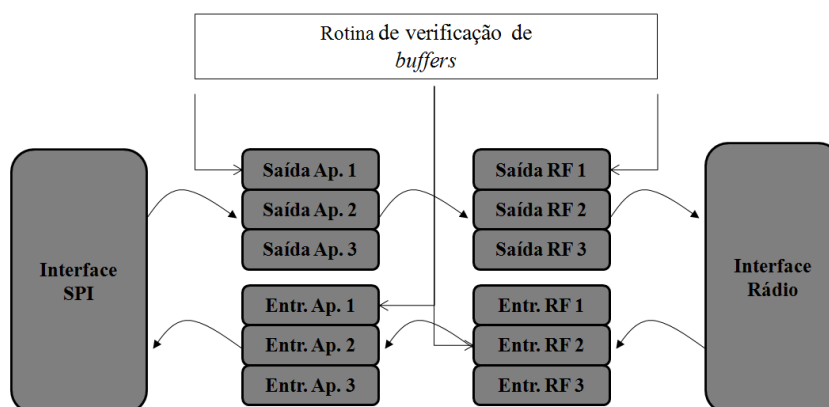 Rotina de verificação de
buffers
Saída Ap. 1
Saída Ap. 2
Saída Ap. 3
Saída RF 1
Saída RF 2
Saída RF 3
Interface
SPI
Interface
Rádio
Entr. Ap. 1
Entr. Ap. 2
Entr. Ap. 3
Entr. RF 1
Entr. RF 2
Entr. RF 3